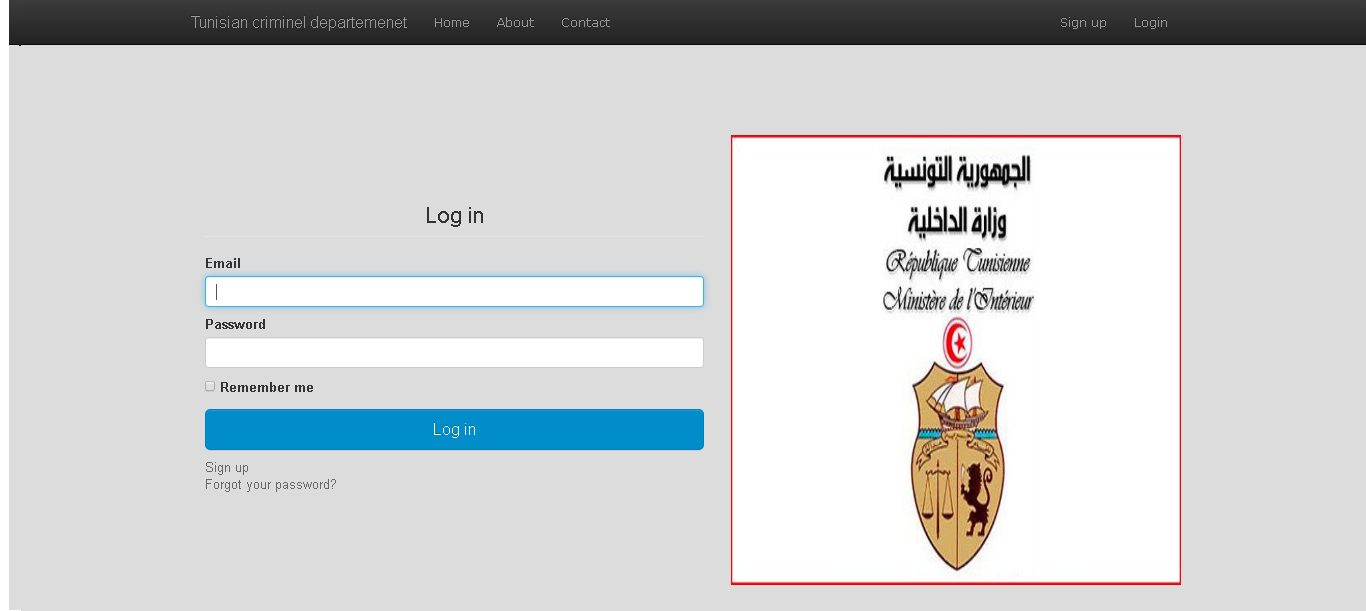 Tunisian criminel departemenet Home About Contact Sign up Login
Log in
Email
Password
Remember me
Log in
Sign up
Forgot your password?
الجمهورية التونسية
وزارة الداخلية
République Tunisienne
Ministère de l'Intérieur